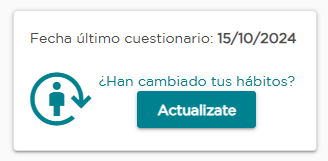 Fecha último cuestionario: 15/10/2024
¿Han cambiado tus hábitos?
Actualizate